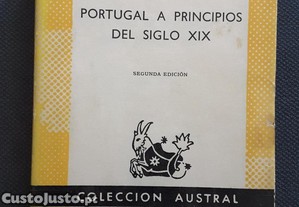 PORTUGAL A PRINCIPIOS
DEL SIGLO XIX
SEGUNDA EDICIÓN
COLECCION AUSTRAL
CustoJusto.pt